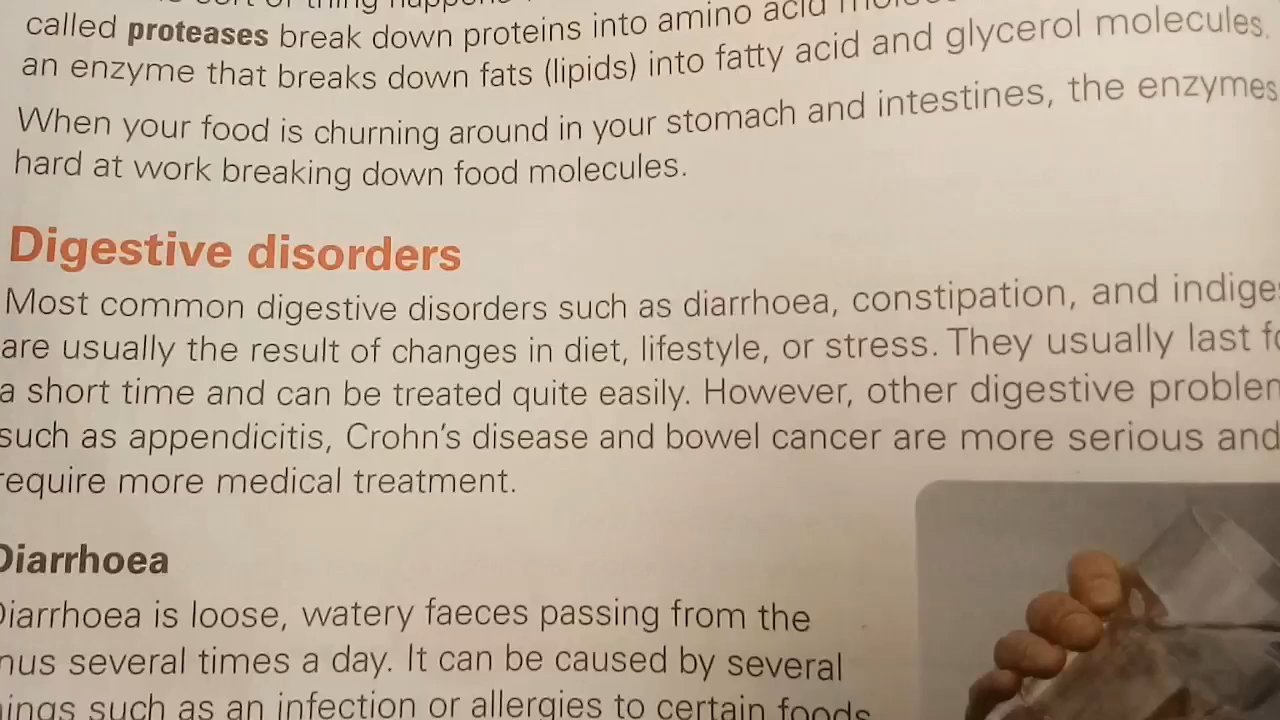 called proteases break down proteins into amino acid
an enzyme that breaks down fats (lipids) into fatty acid and glycerol molecules.
When your food is churning around in your stomach and intestines, the enzymes
hard at work breaking down food molecules.
Digestive disorders
Most common digestive disorders such as diarrhoea, constipation, and
are usually the result of changes in diet, lifestyle, or stress. They usually last
a short time and can be treated quite easily. However, other digestive
such as appendicitis, Crohn's disease and bowel cancer are more serious and
require more medical treatment.
Diarrhoea
Diarrhoea is loose, watery faeces passing from the
several times a day. It can be caused by several
such as an infection or allergies to certain foods